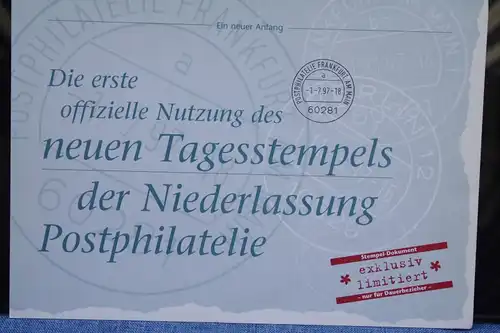 Ein neuer Anfang
Die erste
offizielle Nutzung des
neuen Tagesstempels
der Niederlassung
Postphilatelie
POSTPHILATELIE FRANKFURT AM MAIN
a
-1-7.97-18
60281
Stempel-Dokument
exklusiv
limitiert
– nur für Dauerbezieher –